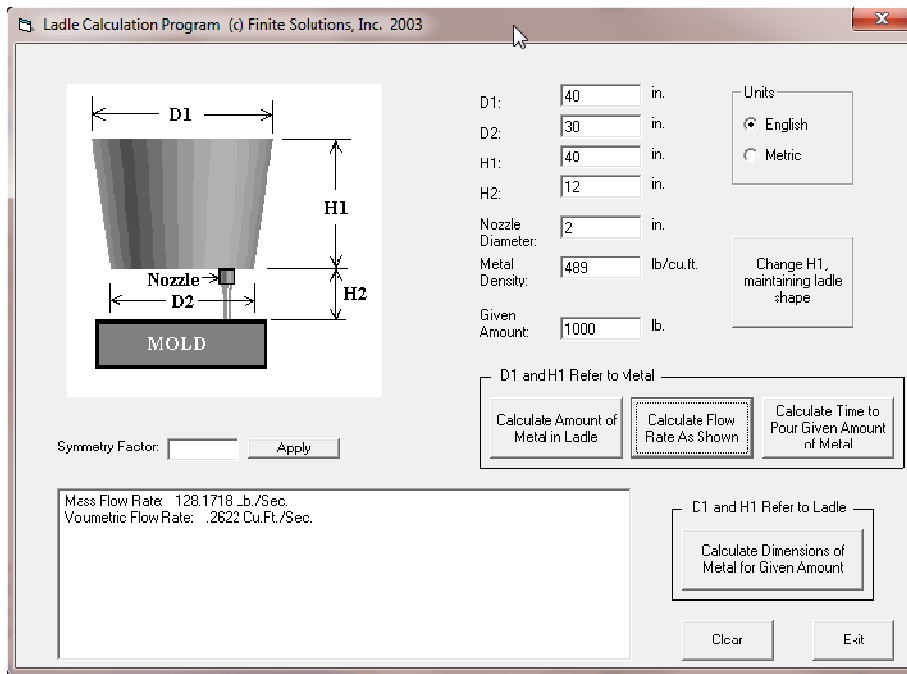 Ladle Calculation Program (c) Finite Solutions, Inc. 2003
D1
H1
Nozzle
D2
H2
MOLD
D1: 40 in.
D2: 30 in.
H1: 40 in.
H2: 12 in.
Nozzle
Diameter: 2 in.
Metal
Density: 489 lb/cu.ft.
Given
Amount: 1000 lb.
Units
English
Metric
Change H1,
maintaining ladle
shape
D1 and H1 Refer to Metal
Calculate Amount of
Metal in Ladle
Calculate Flow
Rate As Shown
Calculate Time to
Pour Given Amount
of Metal
Symmetry Factor:
Apply
Mass Flow Rate: 128.1718 Lb./Sec.
Voumetric Flow Rate: .2622 Cu.Ft./Sec.
D1 and H1 Refer to Ladle
Calculate Dimensions of
Metal for Given Amount
Clear
Exit